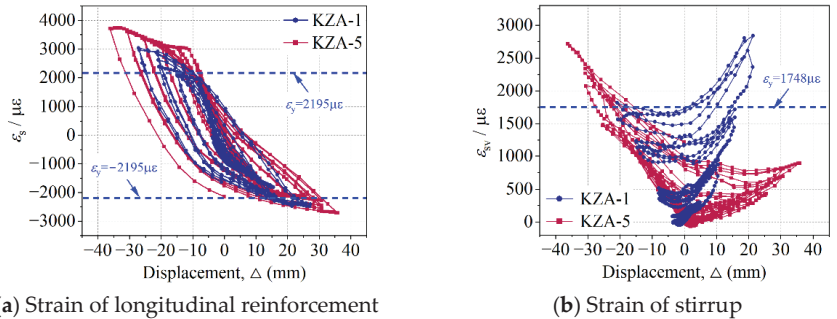 4000
3000
2000
1000
0
−1000
−2000
−3000
εs / με
KZA-1
KZA-5
εy=2195με
εy=−2195με
−40 −30 −20 −10 0 10 20 30 40
Displacement, △ (mm)
(a) Strain of longitudinal reinforcement
3500
3000
2500
2000
1500
1000
500
0
εsv / με
εy=1748με
KZA-1
KZA-5
−40 −30 −20 −10 0 10 20 30 40
Displacement, △ (mm)
(b) Strain of stirrup